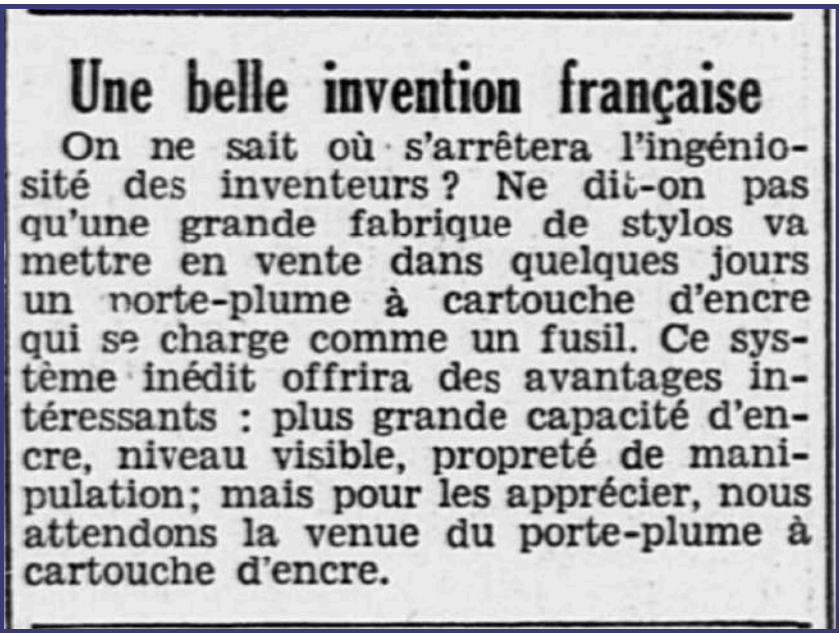 Une belle invention française
On ne sait où s'arrêtera l'ingénio-
sité des inventeurs ? Ne dit-on pas
qu'une grande fabrique de stylos va
mettre en vente dans quelques jours
un porte-plume à cartouche d'encre
qui se charge comme un fusil. Ce sys-
tème inédit offrira des avantages in-
téressants : plus grande capacité d'en-
cre, niveau visible, propreté de mani-
pulation; mais pour les apprécier, nous
attendons la venue du porte-plume à
cartouche d'encre.